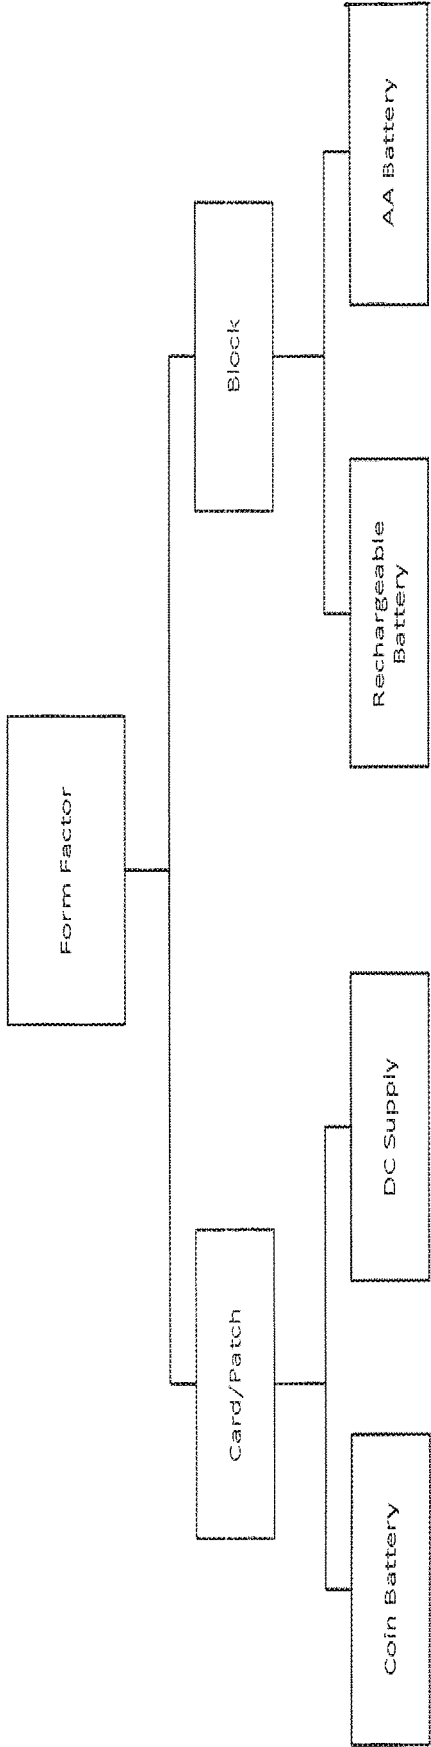 Form Factor
Card/Patch
Block
Coin Battery
DC Supply
Rechargeable
Battery
AA Battery